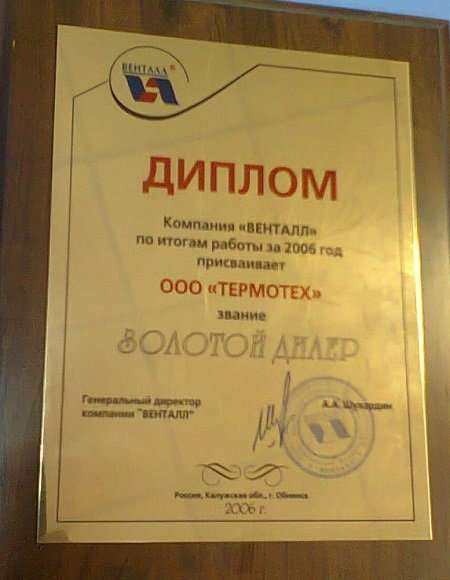 ВЕНТАЛЛ®
ДИПЛОМ
Компания «ВЕНТАЛЛ»
по итогам работы за 2006 год
присваивает
ООО «ТЕРМОТЕХ»
звание
ЗОЛОТОЙ ДИЛЕР
Генеральный директор
компании "ВЕНТАЛЛ"
А.А. Шукардин
Россия, Калужская обл., г. Обнинск
2006 г.